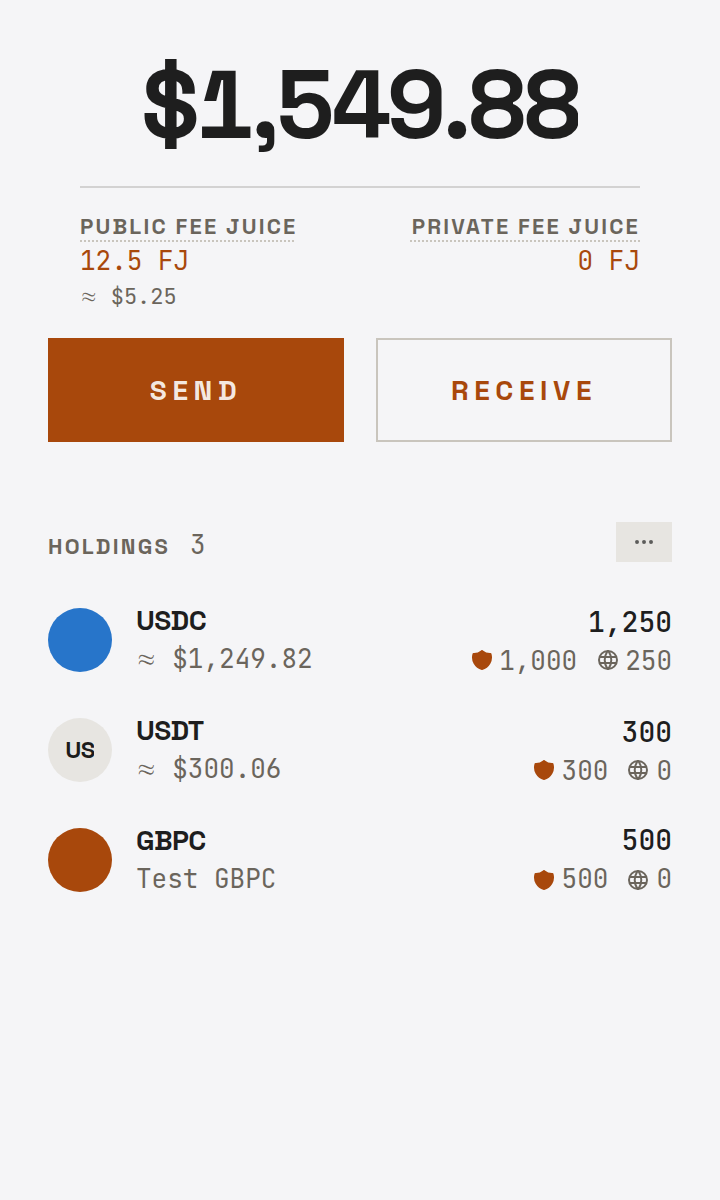 $1,549.88
PUBLIC FEE JUICE PRIVATE FEE JUICE
12.5 FJ 0 FJ
≈ $5.25
SEND RECEIVE
HOLDINGS 3 ...
USDC 1,250
≈ $1,249.82 1,000 250
US USDT 300
≈ $300.06 300 0
GBPC 500
Test GBPC 500 0